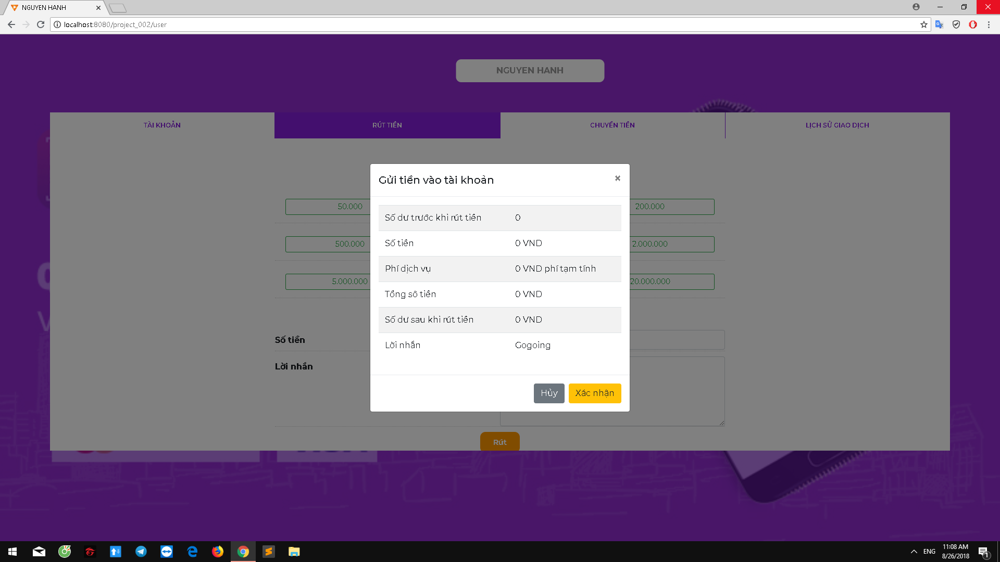 NGUYEN HANH
localhost:8080/project_002/user
NGUYEN HANH
TÀI KHOẢN
RÚT TIỀN
CHUYỂN TIỀN
LỊCH SỬ GIAO DỊCH
Gửi tiền vào tài khoản
×
50.000
200.000
Số dư trước khi rút tiền 0
Số tiền 0 VND
500.000
2.000.000
Phí dịch vụ 0 VND phí tạm tính
5.000.000
20.000.000
Tổng số tiền 0 VND
Số dư sau khi rút tiền 0 VND
Số tiền
Lời nhắn Gogoing
Lời nhắn
Hủy
Xác nhận
Rút
ENG
11:08 AM
8/26/2018
1